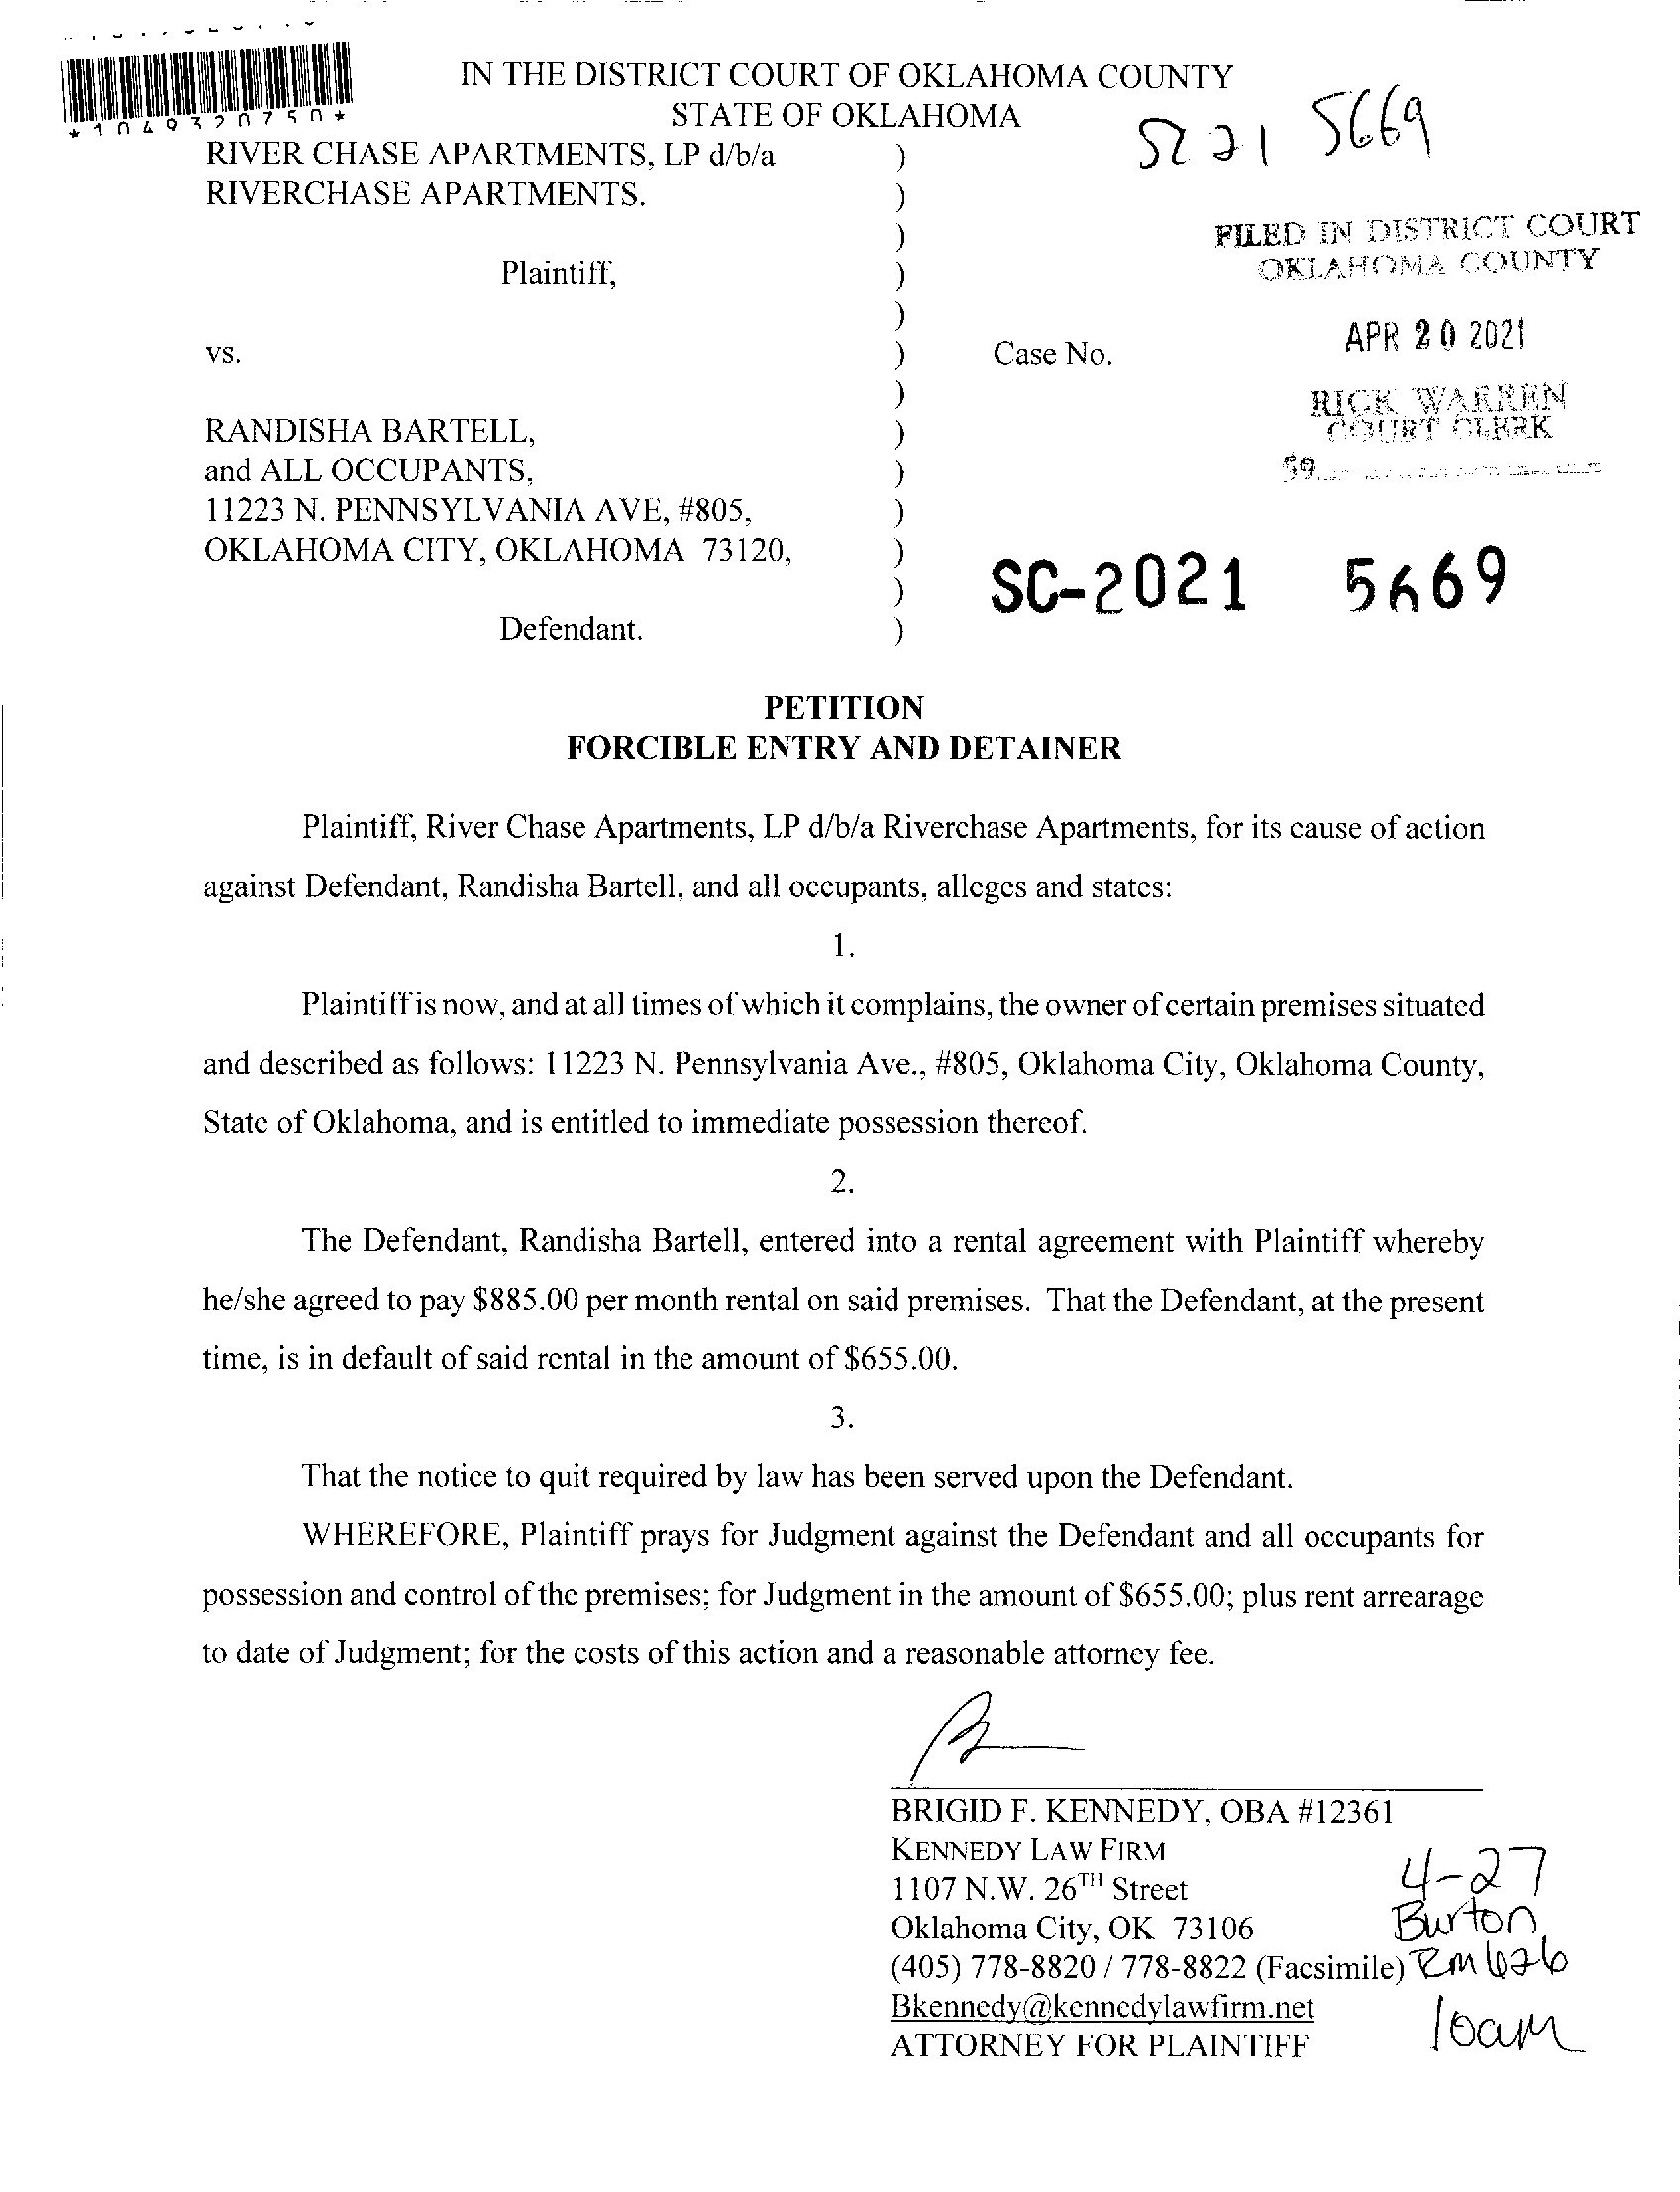 *1049320750*
IN THE DISTRICT COURT OF OKLAHOMA COUNTY
STATE OF OKLAHOMA
5221 5669
RIVER CHASE APARTMENTS, LP d/b/a )
RIVERCHASE APARTMENTS. )
)
FILED IN DISTRICT COURT
OKLAHOMA COUNTY
Plaintiff, )
)
APR 20 2021
vs. ) Case No.
)
RICK WARREN
COURT CLERK
RANDISHA BARTELL, )
and ALL OCCUPANTS, )
59
11223 N. PENNSYLVANIA AVE, #805, )
OKLAHOMA CITY, OKLAHOMA 73120, )
) SC-2021 5669
Defendant. )
PETITION
FORCIBLE ENTRY AND DETAINER
Plaintiff, River Chase Apartments, LP d/b/a Riverchase Apartments, for its cause of action
against Defendant, Randisha Bartell, and all occupants, alleges and states:
1.
Plaintiff is now, and at all times of which it complains, the owner of certain premises situated
and described as follows: 11223 N. Pennsylvania Ave., #805, Oklahoma City, Oklahoma County,
State of Oklahoma, and is entitled to immediate possession thereof.
2.
The Defendant, Randisha Bartell, entered into a rental agreement with Plaintiff whereby
he/she agreed to pay $885.00 per month rental on said premises. That the Defendant, at the present
time, is in default of said rental in the amount of $655.00.
3.
That the notice to quit required by law has been served upon the Defendant.
WHEREFORE, Plaintiff prays for Judgment against the Defendant and all occupants for
possession and control of the premises; for Judgment in the amount of $655.00; plus rent arrearage
to date of Judgment; for the costs of this action and a reasonable attorney fee.
BRIGID F. KENNEDY, OBA #12361
KENNEDY LAW FIRM
1107 N.W. 26TH Street
Oklahoma City, OK 73106
(405) 778-8820 / 778-8822 (Facsimile)
Bkennedy@kennedylawfirm.net
ATTORNEY FOR PLAINTIFF
4-27
Burton
Rm 626
10am